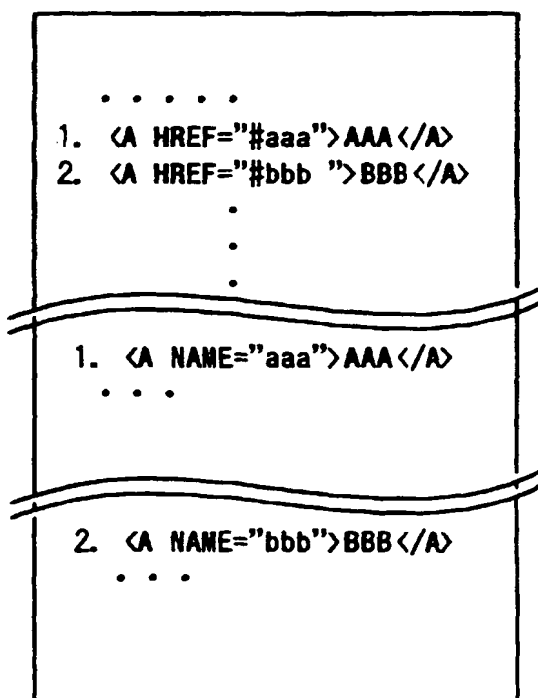 . . . . .
1. <A HREF="#aaa">AAA</A>
2. <A HREF="#bbb ">BBB</A>
.
.
.
1. <A NAME="aaa">AAA</A>
. . .
2. <A NAME="bbb">BBB</A>
. . .